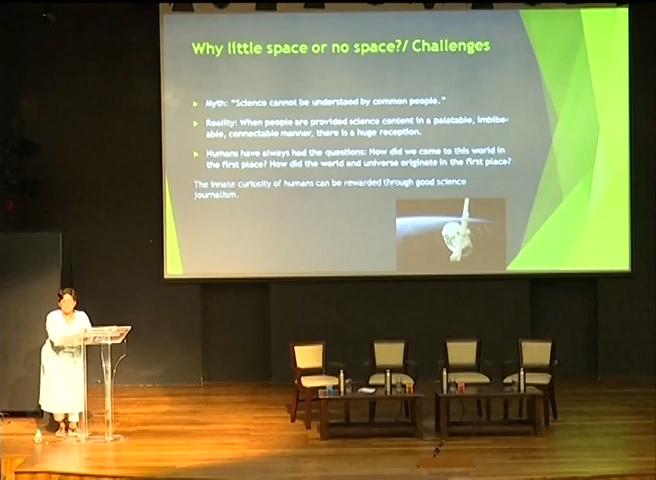 Why little space or no space?/ Challenges
Myth: "Science cannot be understood by common people."
Reality: When people are provided science content in a palatable, imbibe-
able, connectable manner, there is a huge reception.
Humans have always had the questions: How did we come to this world in
the first place? How did the world and universe originate in the first place?
The innate curiosity of humans can be rewarded through good science
journalism.